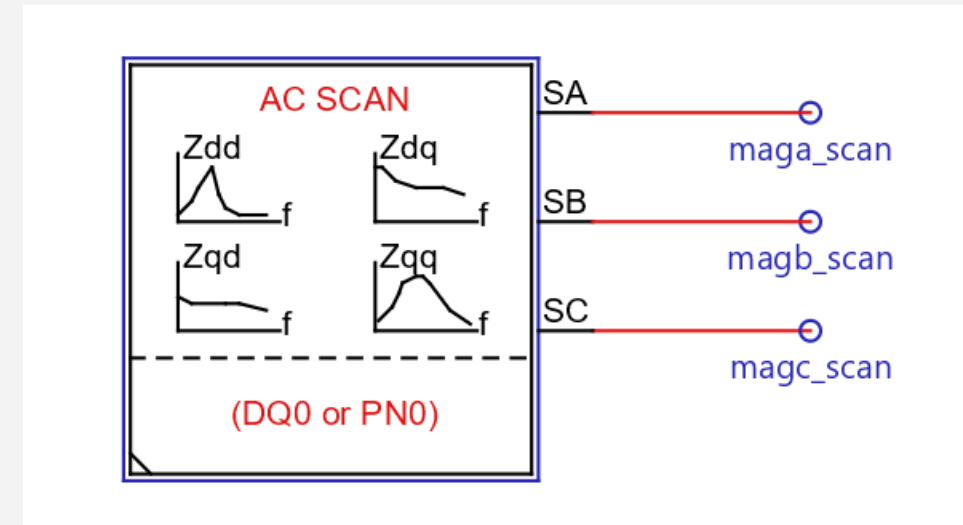 AC SCAN
SA
maga_scan
Zdd
Zdq
f
f
SB
magb_scan
Zqd
Zqq
f
f
SC
magc_scan
(DQ0 or PN0)